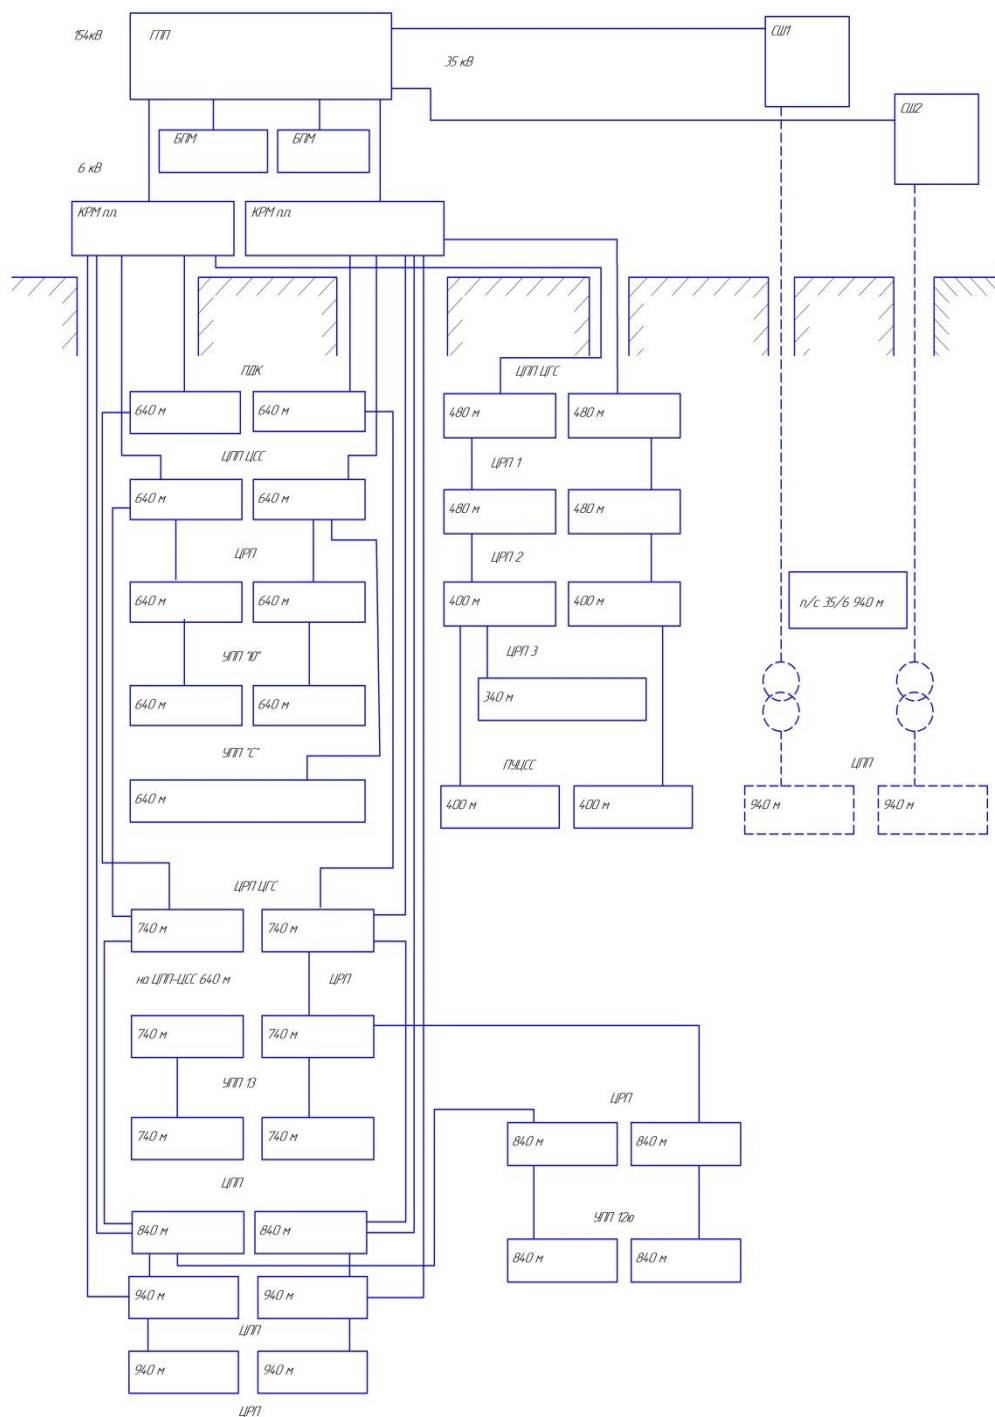 154кВ
ГПП
СШ1
35 кВ
СШ2
БПМ
БПМ
6 кВ
КРМ п.п.
КРМ п.п.
ПДК
ЦПП ЦГС
640 м
640 м
480 м
480 м
ЦПП ЦСС
ЦРП 1
640 м
640 м
480 м
480 м
ЦРП
ЦРП 2
640 м
640 м
400 м
400 м
п/с 35/6 940 м
УПП "Ю"
ЦРП 3
640 м
640 м
340 м
УПП "С"
ПУЦСС
ЦПП
640 м
400 м
400 м
940 м
940 м
ЦРП ЦГС
740 м
740 м
на ЦПП-ЦСС 640 м
ЦРП
740 м
740 м
УПП 13
ЦРП
740 м
740 м
840 м
840 м
ЦПП
УПП 12ю
840 м
840 м
840 м
840 м
940 м
940 м
ЦПП
940 м
940 м
ЦРП